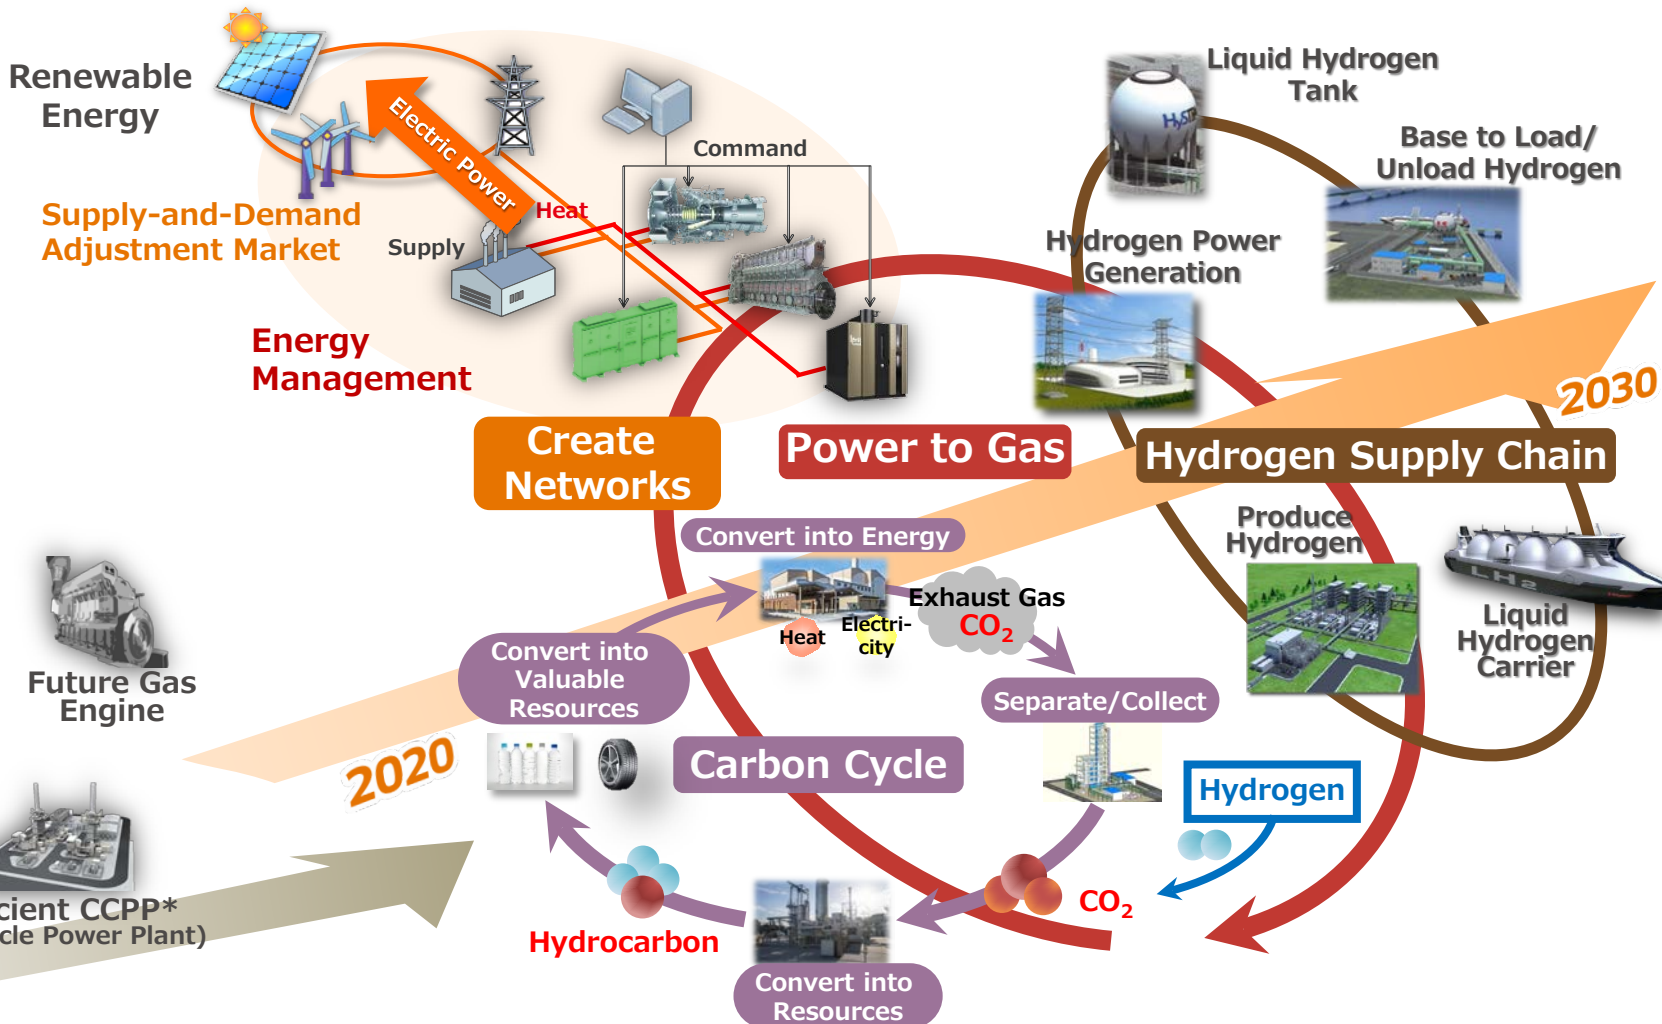 Renewable
Energy
Electric Power
Supply-and-Demand
Adjustment Market
Supply
Heat
Command
Energy
Management
Liquid Hydrogen
Tank
Base to Load/
Unload Hydrogen
Hydrogen Power
Generation
2030
Create
Networks
Power to Gas
Hydrogen Supply Chain
Produce
Hydrogen
LH2
Liquid
Hydrogen
Carrier
Convert into Energy
Heat
Electri-
city
Exhaust Gas
CO2
Future Gas
Engine
Convert into
Valuable
Resources
Separate/Collect
2020
Carbon Cycle
Hydrogen
CO2
Hydrocarbon
Convert into
Resources
CCPP*
Power Plant)